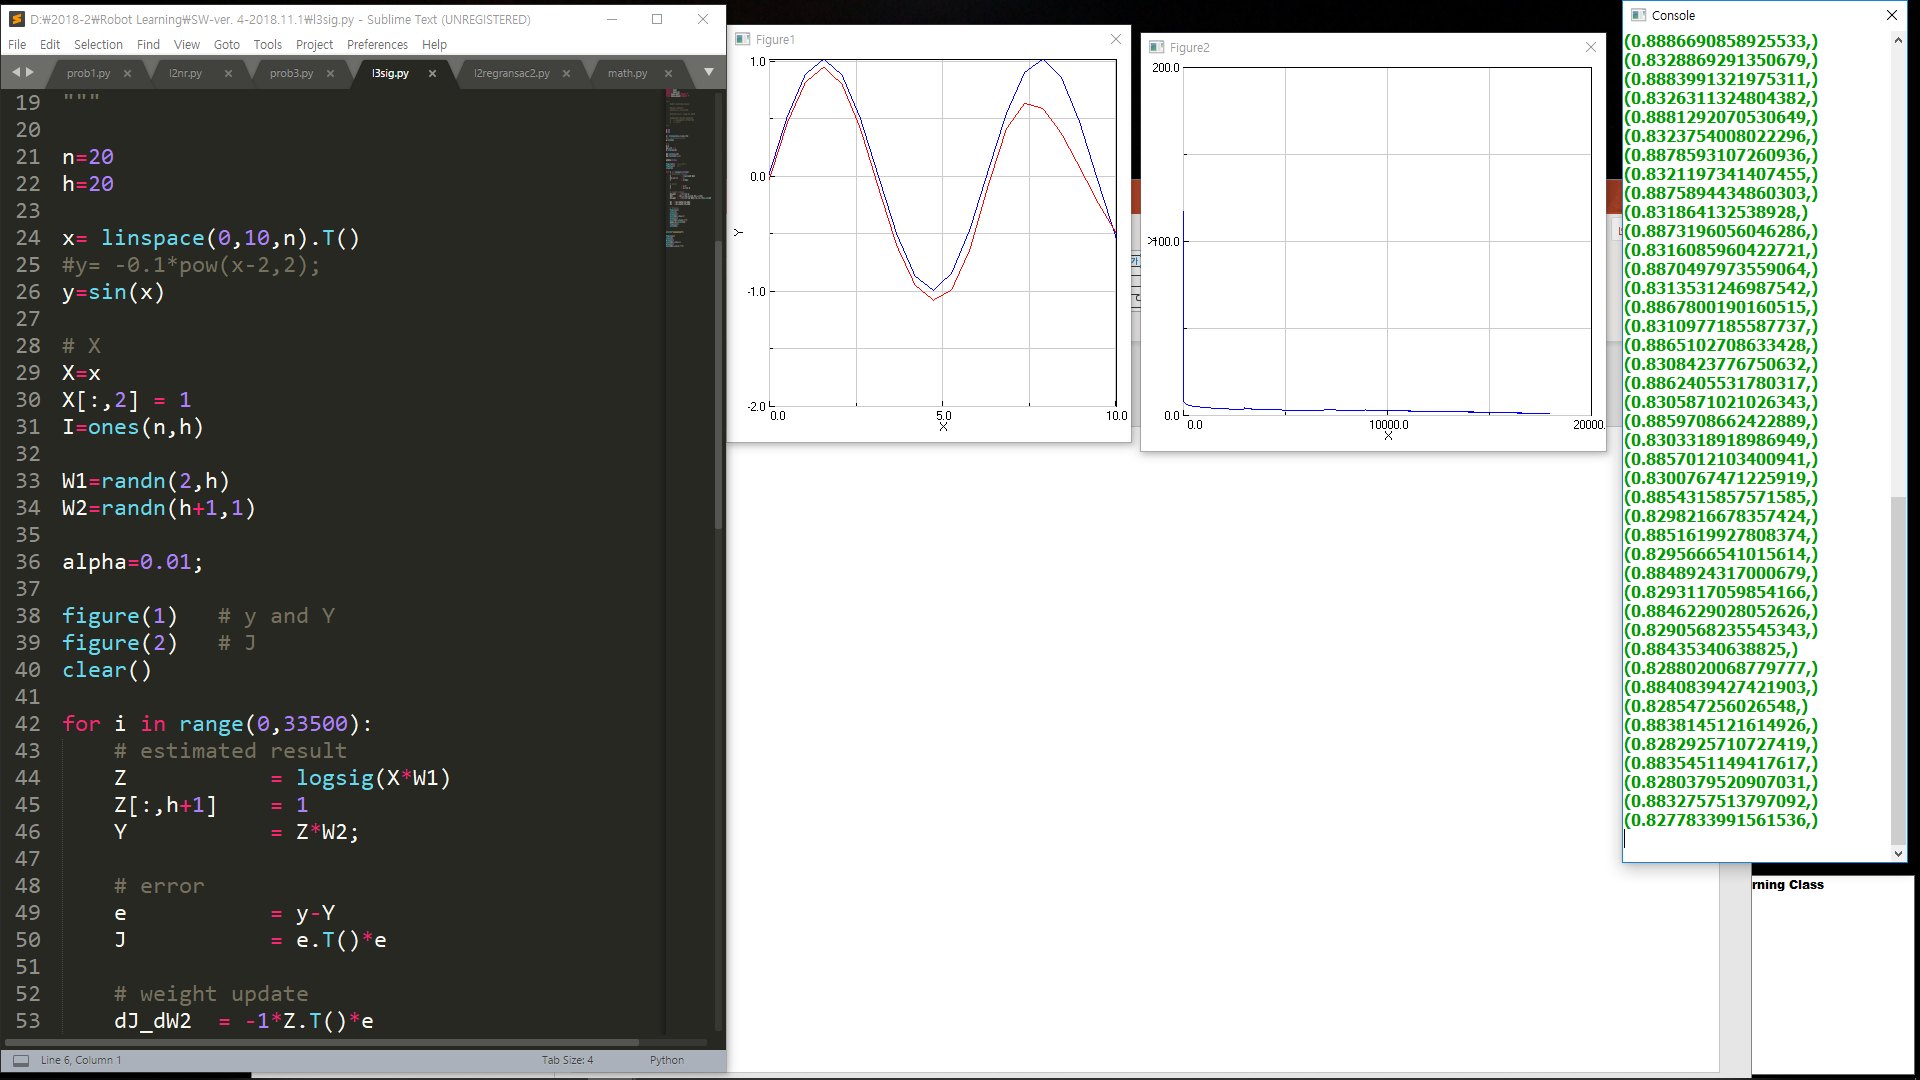 D:₩2018-2₩Robot Learning₩SW-ver. 4-2018.11.1₩l3sig.py - Sublime Text (UNREGISTERED)
File Edit Selection Find View Goto Tools Project Preferences Help
prob1.py l2nr.py prob3.py l3sig.py l2regransac2.py math.py
19 """
20
21 n=20
22 h=20
23
24 x= linspace(0,10,n).T()
25 #y= -0.1*pow(x-2,2);
26 y=sin(x)
27
28 # X
29 X=x
30 X[:,2] = 1
31 I=ones(n,h)
32
33 W1=randn(2,h)
34 W2=randn(h+1,1)
35
36 alpha=0.01;
37
38 figure(1) # y and Y
39 figure(2) # J
40 clear()
41
42 for i in range(0,33500):
43 # estimated result
44 Z = logsig(X*W1)
45 Z[:,h+1] = 1
46 Y = Z*W2;
47
48 # error
49 e = y-Y
50 J = e.T()*e
51
52 # weight update
53 dJ_dW2 = -1*Z.T()*e
Line 6, Column 1 Tab Size: 4 Python
Figure1
1.0
0.0
-1.0
-2.0
Y
0.0 5.0 10.0
X
Figure2
200.0
100.0
0.0
Y
0.0 10000.0 20000.
X
Console
(0.8886690858925533,)
(0.8328869291350679,)
(0.8883991321975311,)
(0.8326311324804382,)
(0.8881292070530649,)
(0.8323754008022296,)
(0.8878593107260936,)
(0.8321197341407455,)
(0.8875894434860303,)
(0.831864132538928,)
(0.8873196056046286,)
(0.8316085960422721,)
(0.8870497973559064,)
(0.8313531246987542,)
(0.8867800190160515,)
(0.8310977185587737,)
(0.8865102708633428,)
(0.8308423776750632,)
(0.8862405531780317,)
(0.8305871021026343,)
(0.8859708662422889,)
(0.8303318918986949,)
(0.8857012103400941,)
(0.8300767471225919,)
(0.8854315857571585,)
(0.8298216678357424,)
(0.8851619927808374,)
(0.8295666541015614,)
(0.8848924317000679,)
(0.8293117059854166,)
(0.8846229028052626,)
(0.8290568235545343,)
(0.88435340638825,)
(0.8288020068779777,)
(0.8840839427421903,)
(0.828547256026548,)
(0.8838145121614926,)
(0.8282925710727419,)
(0.8835451149417617,)
(0.8280379520907031,)
(0.8832757513797092,)
(0.8277833991561536,)
rning Class